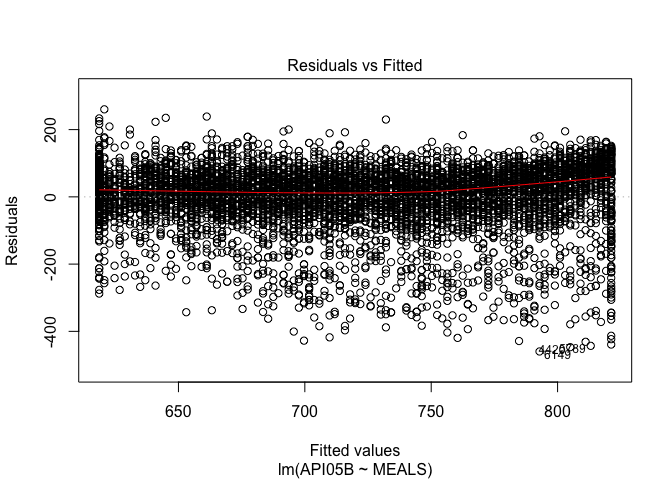 Residuals vs Fitted
Residuals
200
0
-200
-400
6149
650
700
750
800
Fitted values
lm(API05B ~ MEALS)